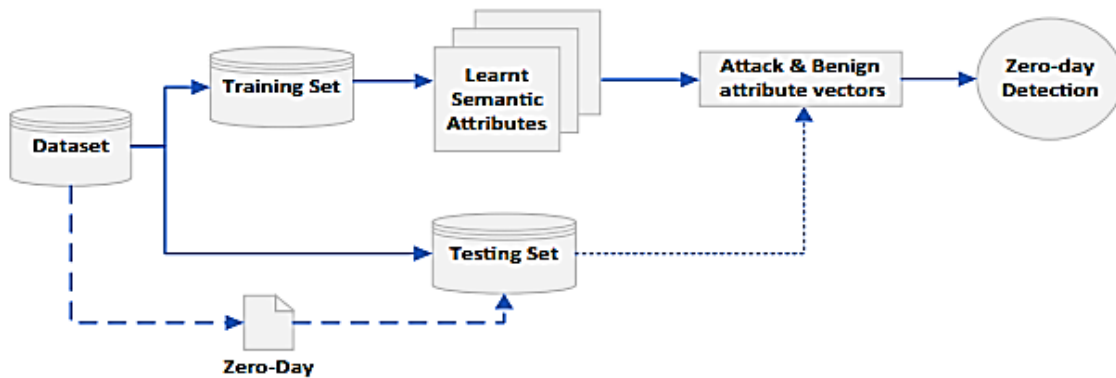 Dataset
Training Set
Learnt
Semantic
Attributes
Attack & Benign
attribute vectors
Zero-day
Detection
Testing Set
Zero-Day